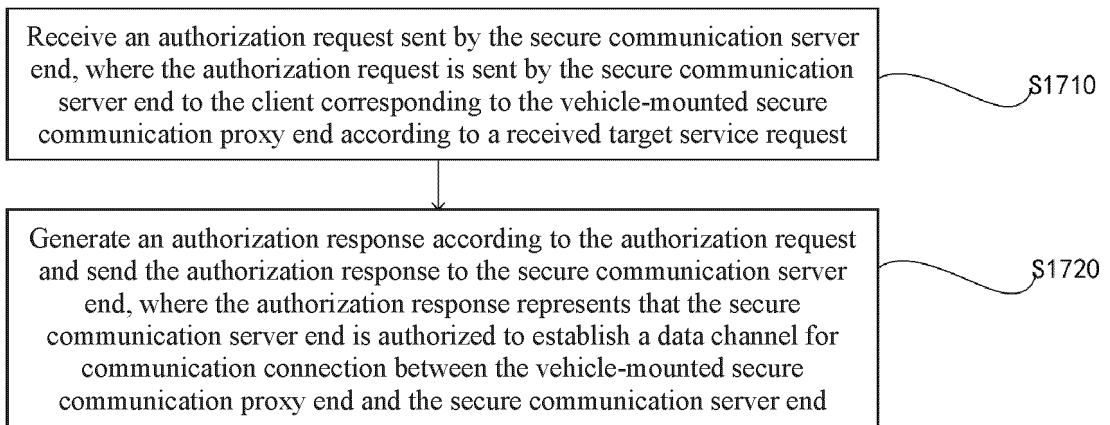 Receive an authorization request sent by the secure communication server
end, where the authorization request is sent by the secure communication
server end to the client corresponding to the vehicle-mounted secure
communication proxy end according to a received target service request
S1710
Generate an authorization response according to the authorization request
and send the authorization response to the secure communication server
end, where the authorization response represents that the secure
communication server end is authorized to establish a data channel for
communication connection between the vehicle-mounted secure
communication proxy end and the secure communication server end
S1720